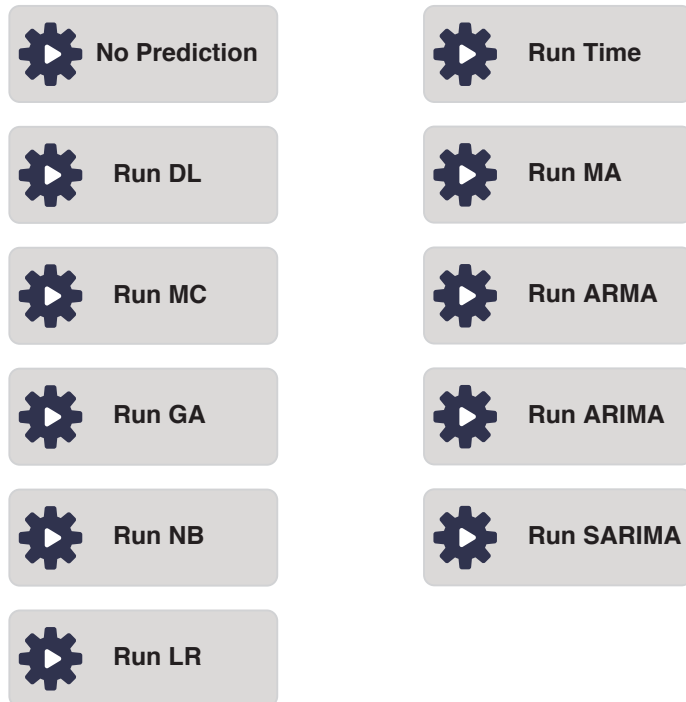 No Prediction
Run Time
Run DL
Run MA
Run MC
Run ARMA
Run GA
Run ARIMA
Run NB
Run SARIMA
Run LR